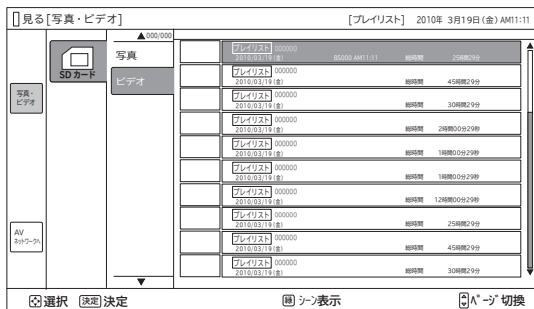 見る[写真・ビデオ]
[プレイリスト] 2010年 3月19日(金) AM11:11
▲000/000
写真・ビデオ
AV ネットワークへ
SDカード
写真
ビデオ
プレイリスト 000000
2010/03/19(金) BS000 AM11:11 総時間 25時間29分
プレイリスト 000000
2010/03/19(金) 総時間 45時間29分
プレイリスト 000000
2010/03/19(金) 総時間 30時間29分
プレイリスト 000000
2010/03/19(金) 総時間 2時間00分29秒
プレイリスト 000000
2010/03/19(金) 総時間 1時間00分29秒
プレイリスト 000000
2010/03/19(金) 総時間 1時間00分29秒
プレイリスト 000000
2010/03/19(金) 総時間 12時間00分29秒
プレイリスト 000000
2010/03/19(金) 総時間 25時間29分
プレイリスト 000000
2010/03/19(金) 総時間 45時間29分
プレイリスト 000000
2010/03/19(金) 総時間 30時間29分
▼
選択 決定 決定 緑 シーン表示 ページ切換